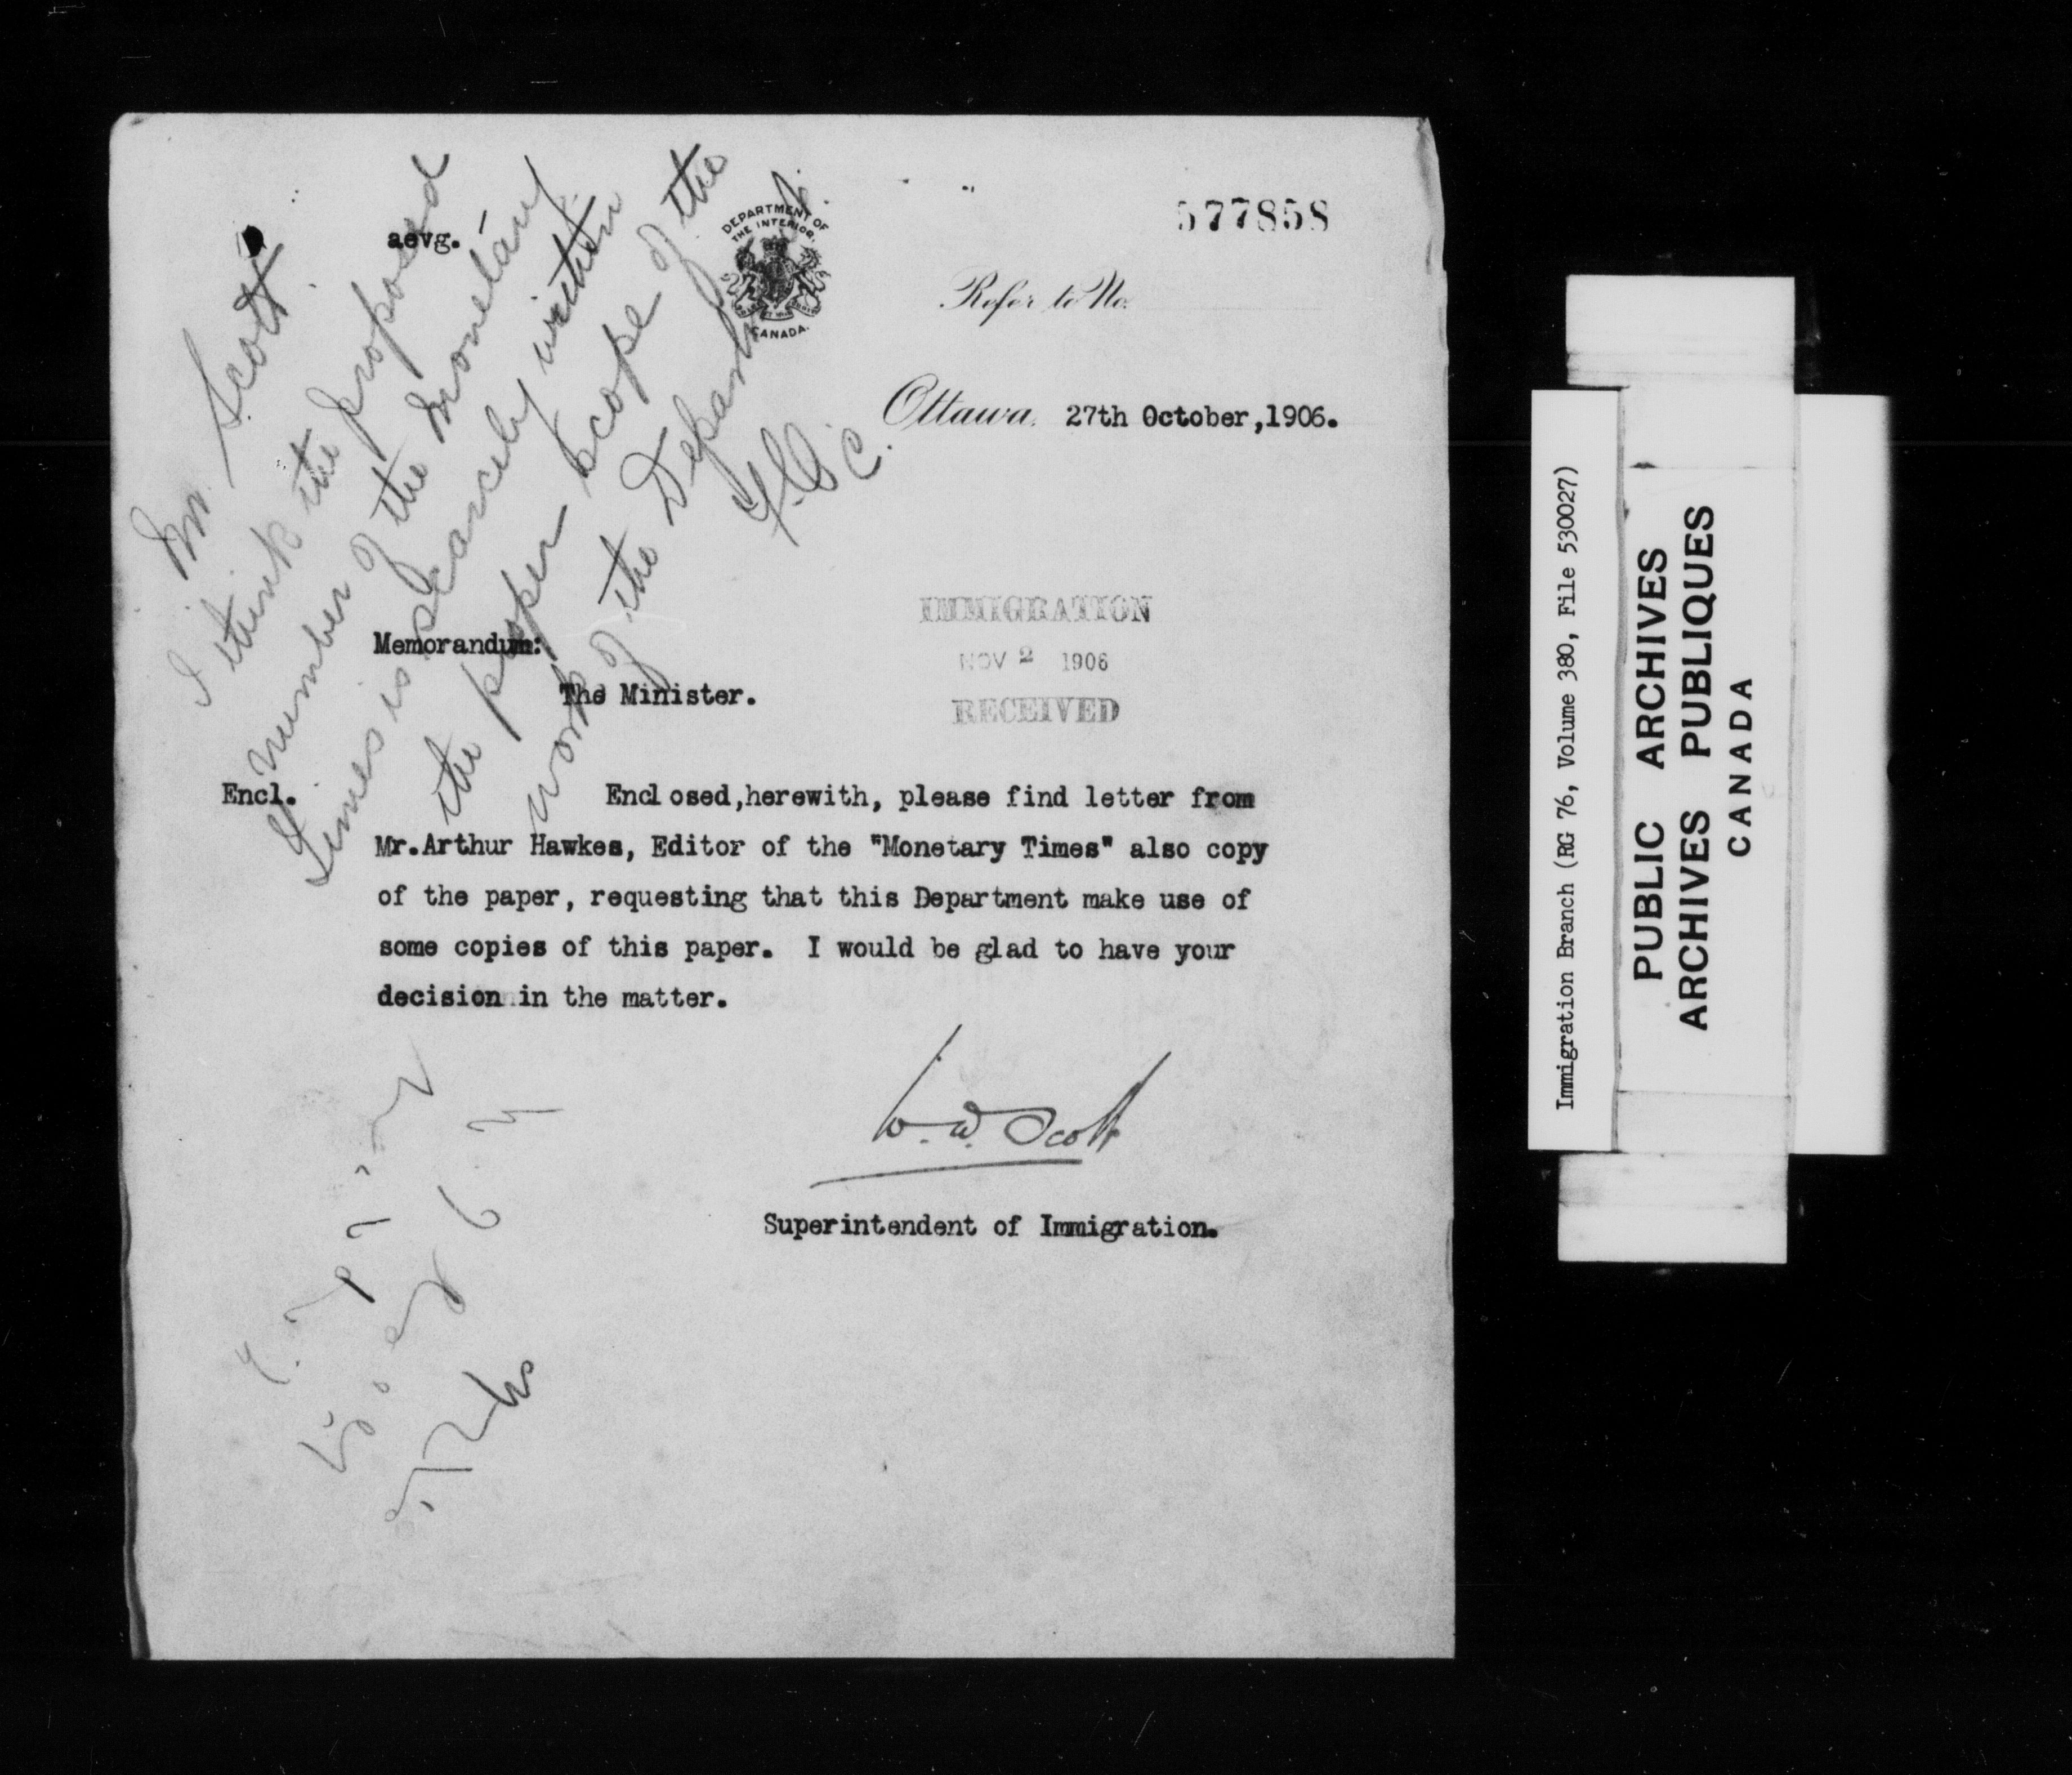 577858
aevg.
DEPARTMENT OF
THE INTERIOR,
CANADA.
Refer to No.
Ottawa, 27th October,1906.
Mr. Scott.
I think the proposed
number of the Monetary
Times is scarcely within
the proper scope of the
work of the Department.
IMMIGRATION
NOV 2 1906
RECEIVED
Memorandum:
The Minister.
Encl.
Enclosed,herewith, please find letter from
Mr.Arthur Hawkes, Editor of the "Monetary Times" also copy
of the paper, requesting that this Department make use of
some copies of this paper. I would be glad to have your
decision in the matter.
W. D. Scott
Superintendent of Immigration.
Immigration Branch (RG 76, Volume 380, File 530027)
PUBLIC ARCHIVES
ARCHIVES PUBLIQUES
CANADA